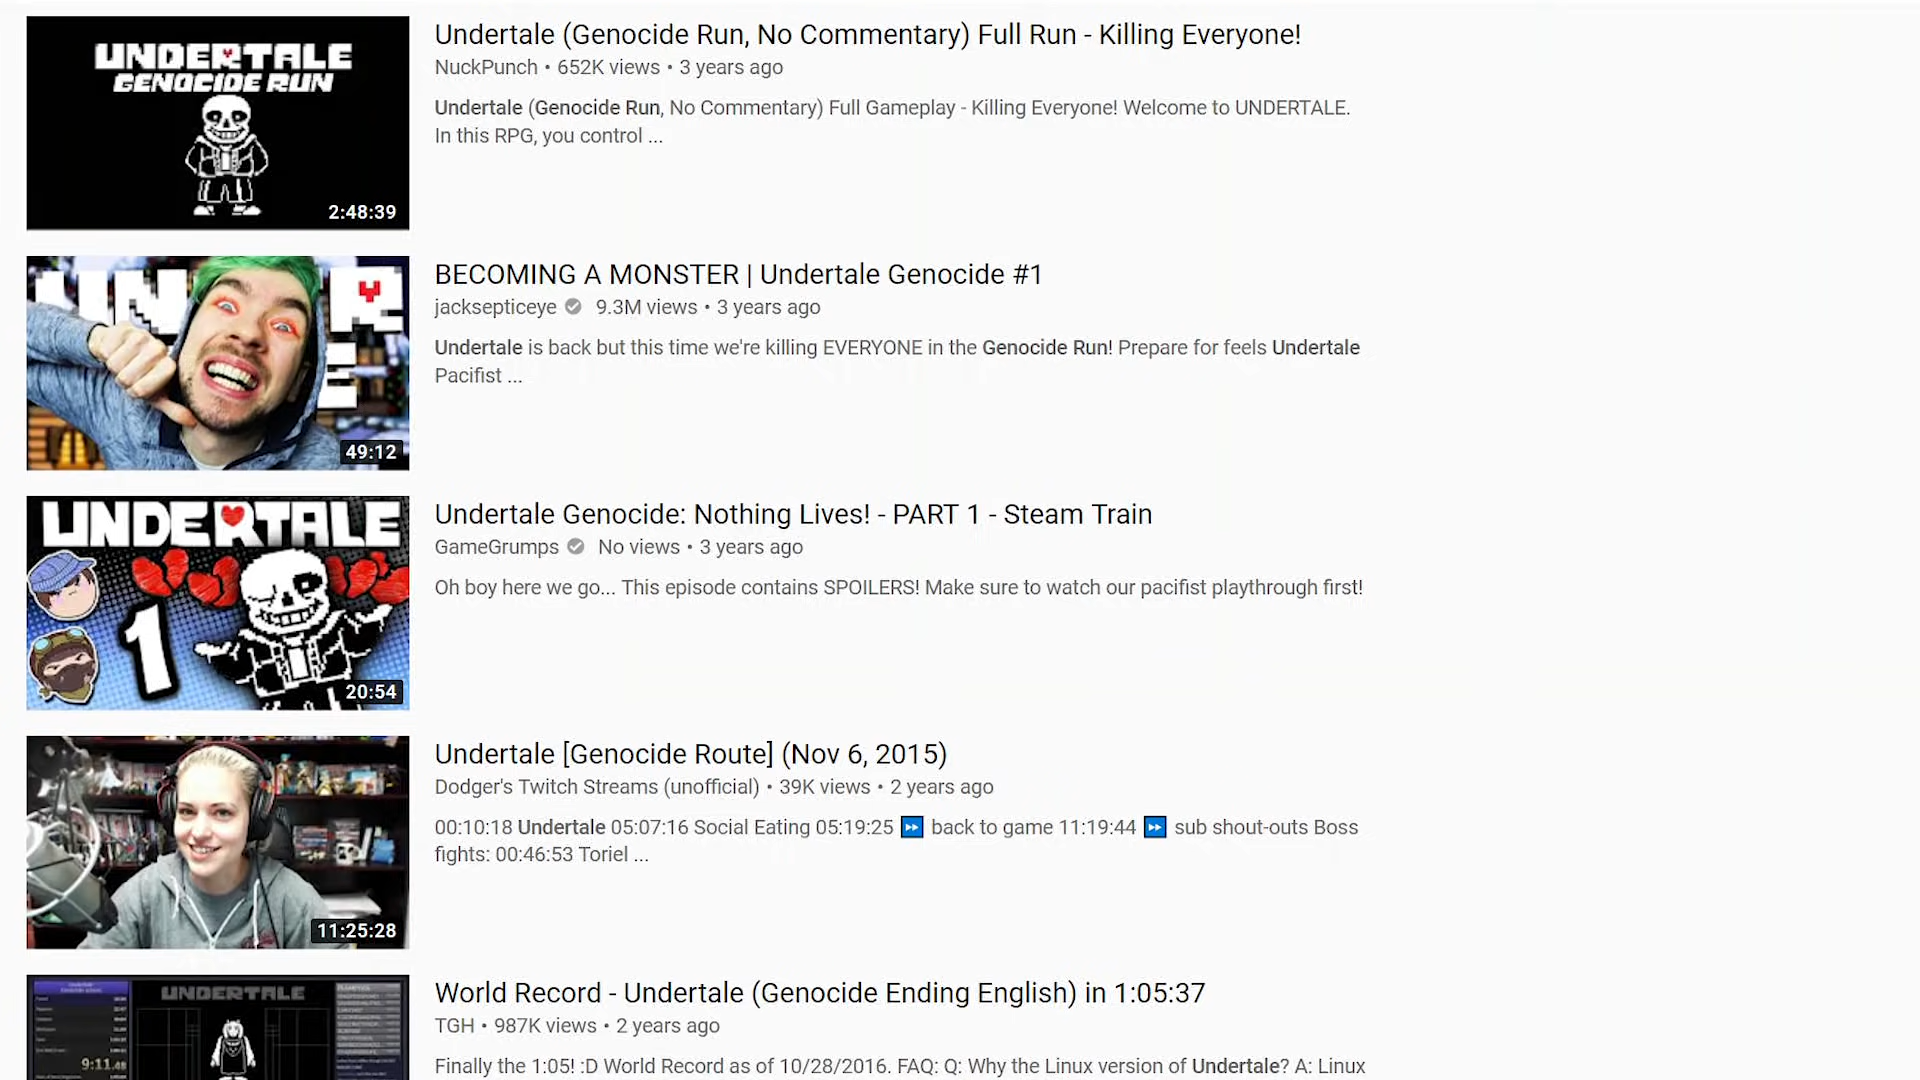 UNDERTALE
GENOCIDE RUN
2:48:39
Undertale (Genocide Run, No Commentary) Full Run - Killing Everyone!
NuckPunch • 652K views • 3 years ago
Undertale (Genocide Run, No Commentary) Full Gameplay - Killing Everyone! Welcome to UNDERTALE.
In this RPG, you control ...
49:12
BECOMING A MONSTER | Undertale Genocide #1
jacksepticeye 9.3M views • 3 years ago
Undertale is back but this time we're killing EVERYONE in the Genocide Run! Prepare for feels Undertale
Pacifist ...
UNDERTALE
1
20:54
Undertale Genocide: Nothing Lives! - PART 1 - Steam Train
GameGrumps No views • 3 years ago
Oh boy here we go... This episode contains SPOILERS! Make sure to watch our pacifist playthrough first!
11:25:28
Undertale [Genocide Route] (Nov 6, 2015)
Dodger's Twitch Streams (unofficial) • 39K views • 2 years ago
00:10:18 Undertale 05:07:16 Social Eating 05:19:25 ⏩ back to game 11:19:44 ⏩ sub shout-outs Boss
fights: 00:46:53 Toriel ...
UNDERTALE
9:11
World Record - Undertale (Genocide Ending English) in 1:05:37
TGH • 987K views • 2 years ago
Finally the 1:05! :D World Record as of 10/28/2016. FAQ: Q: Why the Linux version of Undertale? A: Linux